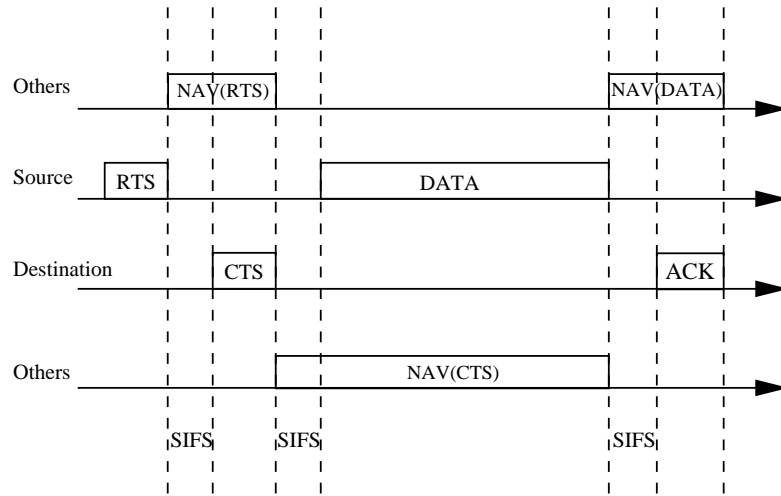 Others
NAV(RTS)
NAV(DATA)
Source
RTS
DATA
Destination
CTS
ACK
Others
NAV(CTS)
SIFS
SIFS
SIFS